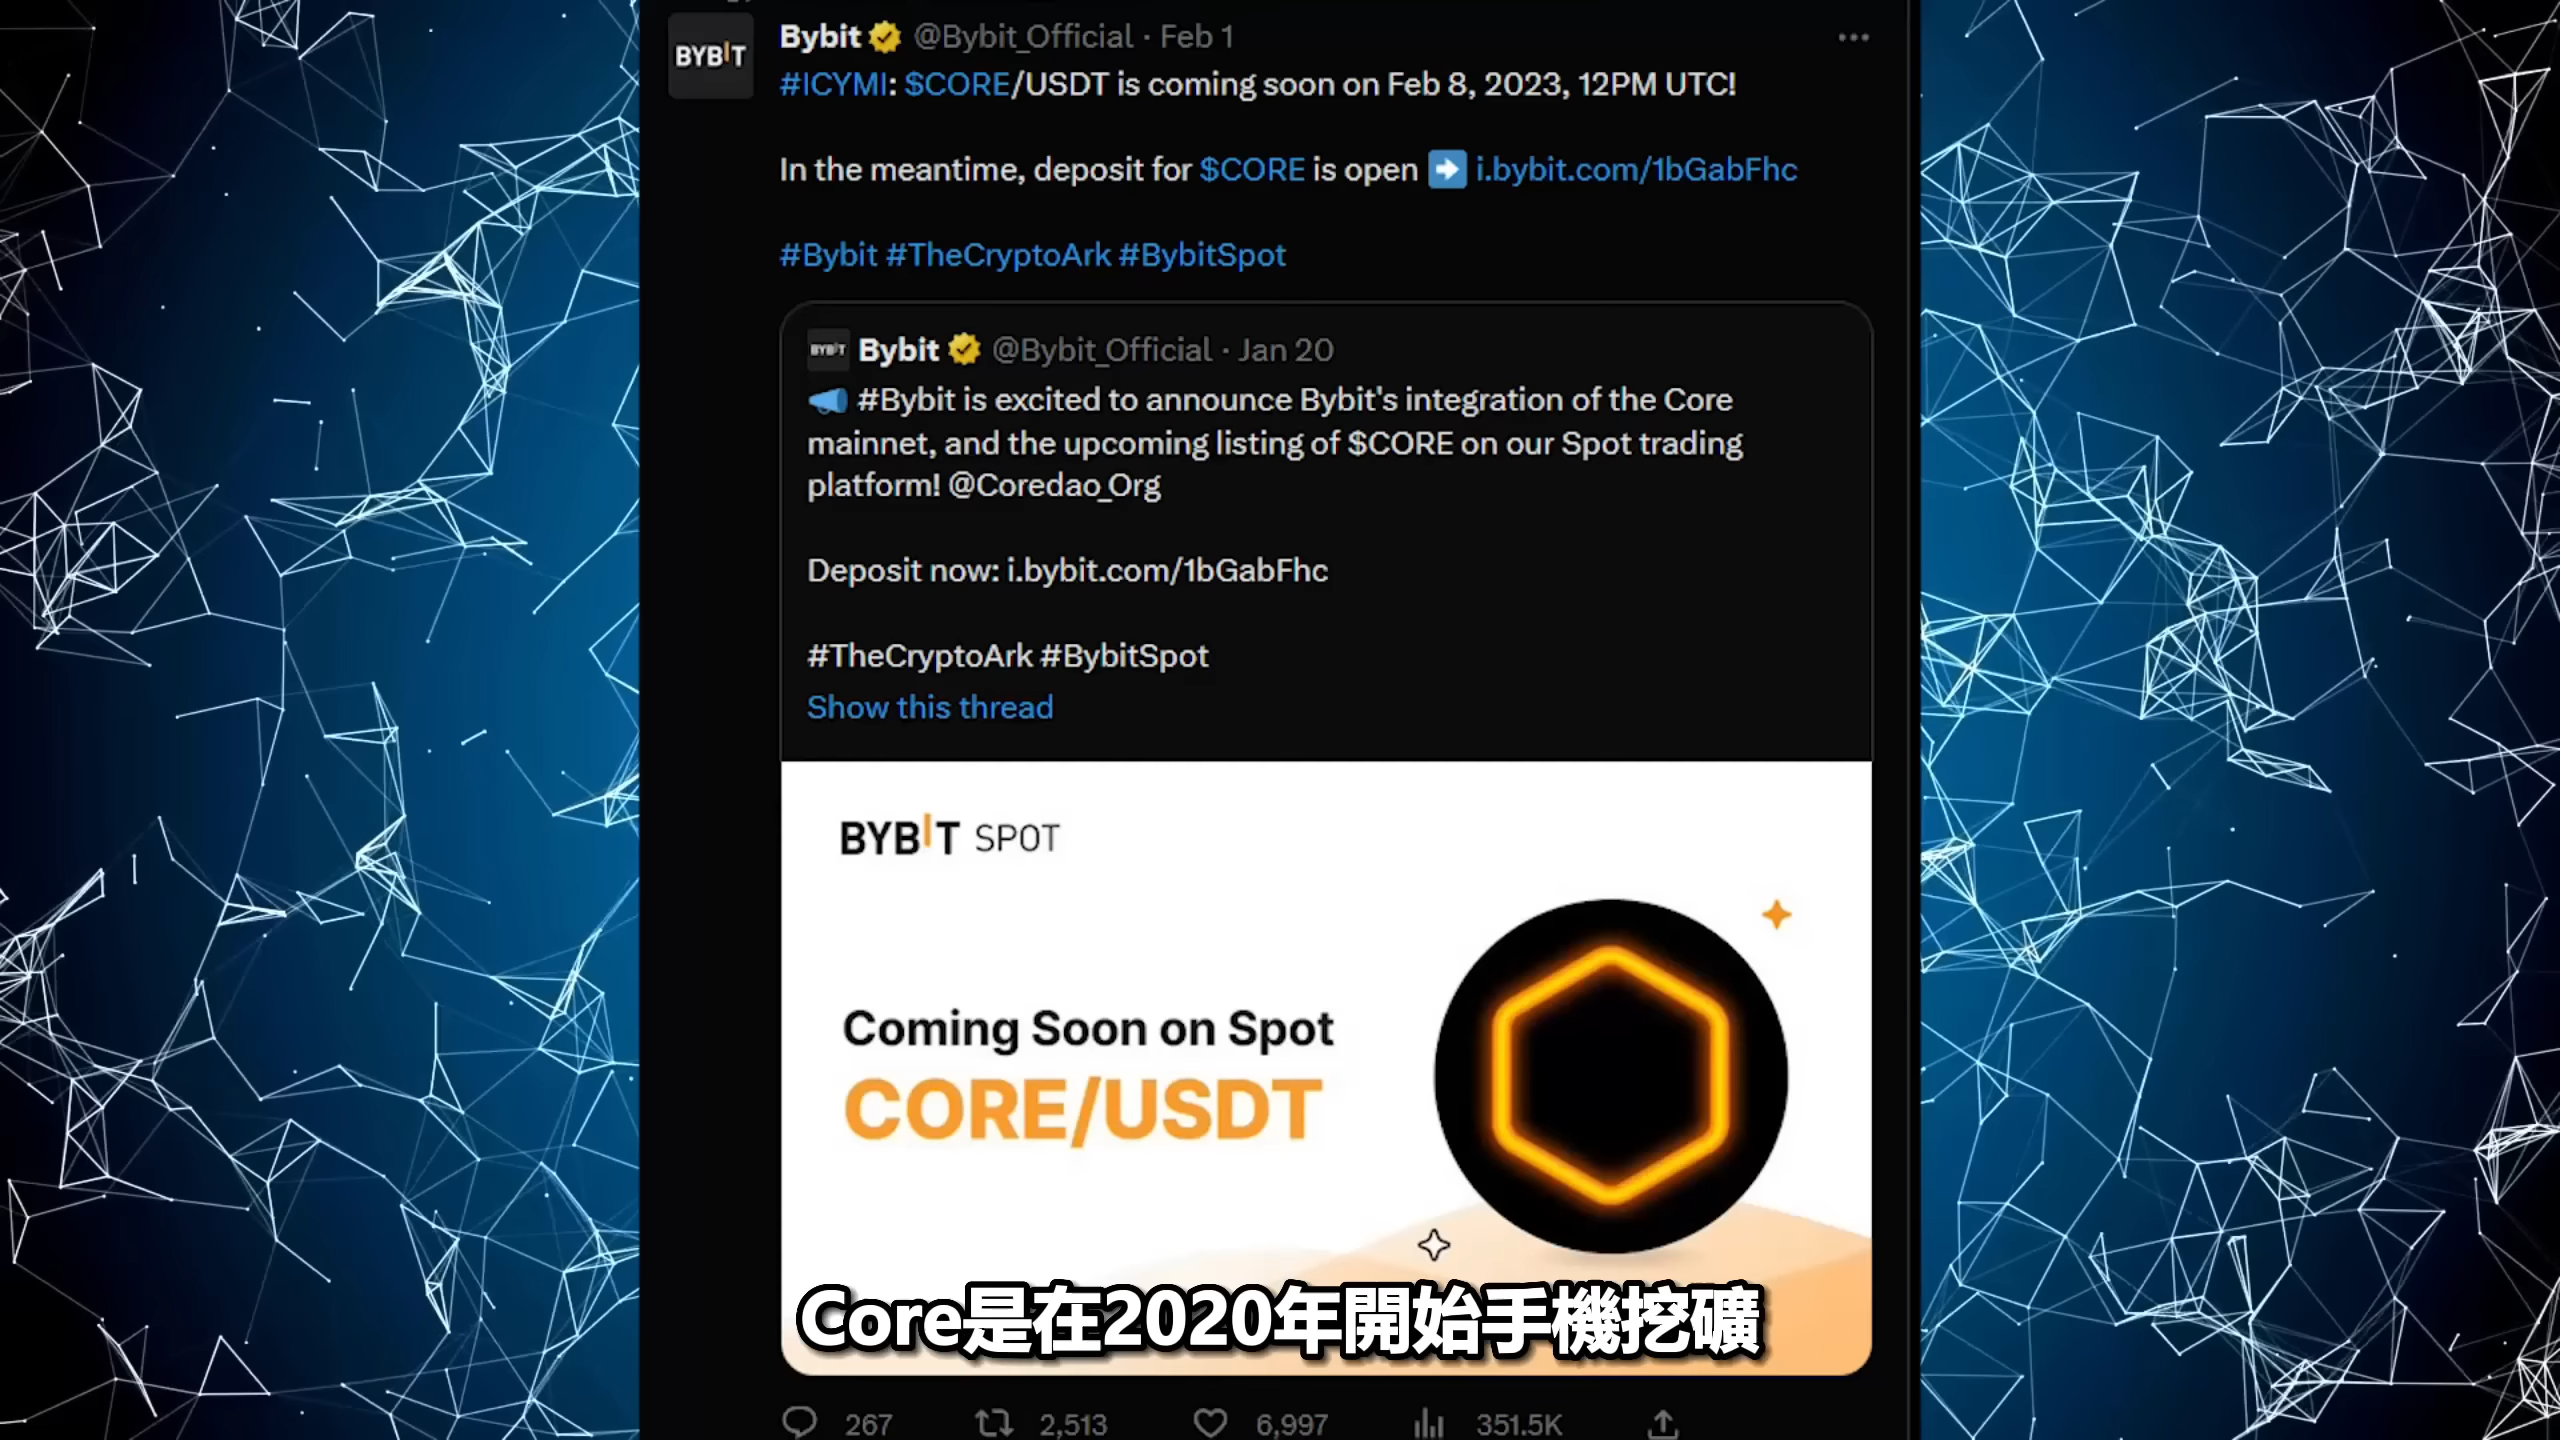 BYBIT
Bybit @Bybit_Official · Feb 1
#ICYMI: $CORE/USDT is coming soon on Feb 8, 2023, 12PM UTC!
In the meantime, deposit for $CORE is open ➡️ i.bybit.com/1bGabFhc
#Bybit #TheCryptoArk #BybitSpot
BYBIT Bybit @Bybit_Official · Jan 20
📢 #Bybit is excited to announce Bybit's integration of the Core
mainnet, and the upcoming listing of $CORE on our Spot trading
platform! @Coredao_Org
Deposit now: i.bybit.com/1bGabFhc
#TheCryptoArk #BybitSpot
Show this thread
BYBIT SPOT
Coming Soon on Spot
CORE/USDT
Core是在2020年開始手機挖礦
267 2,513 6,997 351.5K